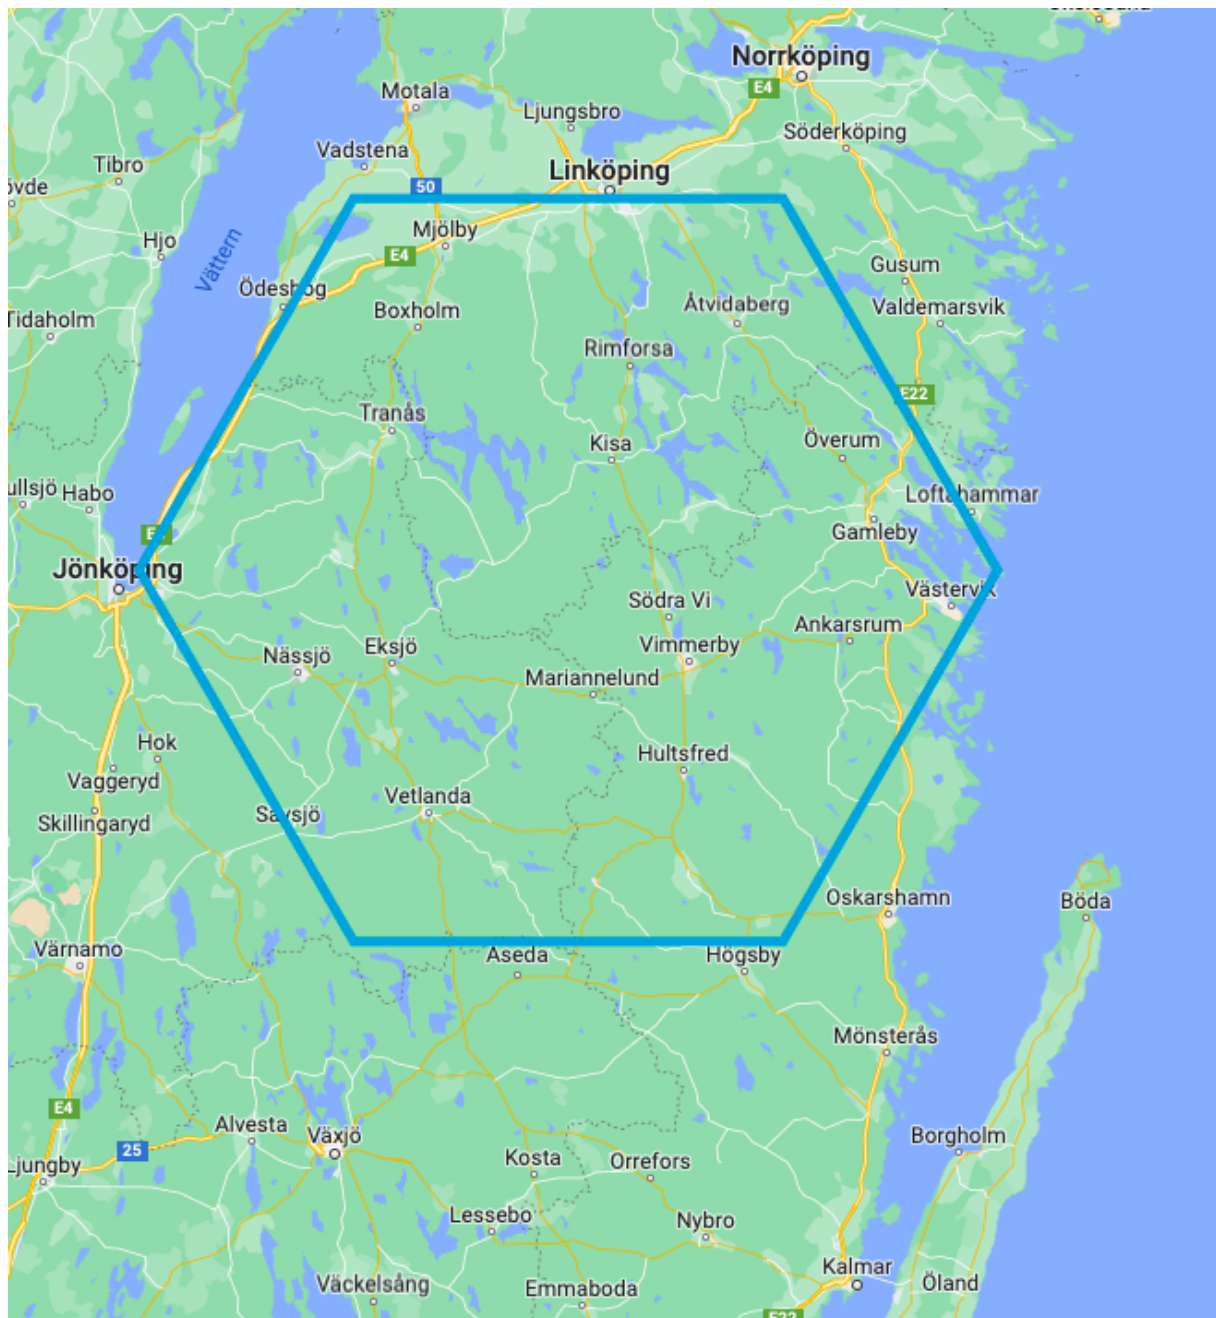 Norrköping
E4
Motala
Ljungsbro
Söderköping
Vadstena
Tibro
Linköping
övde
50
Hjo
Mjölby
Vättern
E4
Gusum
Ödeshög
Boxholm
Åtvidaberg
Valdemarsvik
Tidaholm
Rimforsa
E22
Tranås
Kisa
Överum
ullsjö
Habo
Loftahammar
Gamleby
Jönköping
Västervik
Södra Vi
Ankarsrum
Vimmerby
Eksjö
Nässjö
Mariannelund
Hok
Hultsfred
Vaggeryd
Vetlanda
Sävsjö
Skillingaryd
Oskarshamn
Böda
Värnamo
Åseda
Högsby
Mönsterås
E4
Alvesta
Växjö
Borgholm
25
Ljungby
Kosta
Orrefors
Lessebo
Nybro
Kalmar
Väckelsång
Emmaboda
Öland
E22